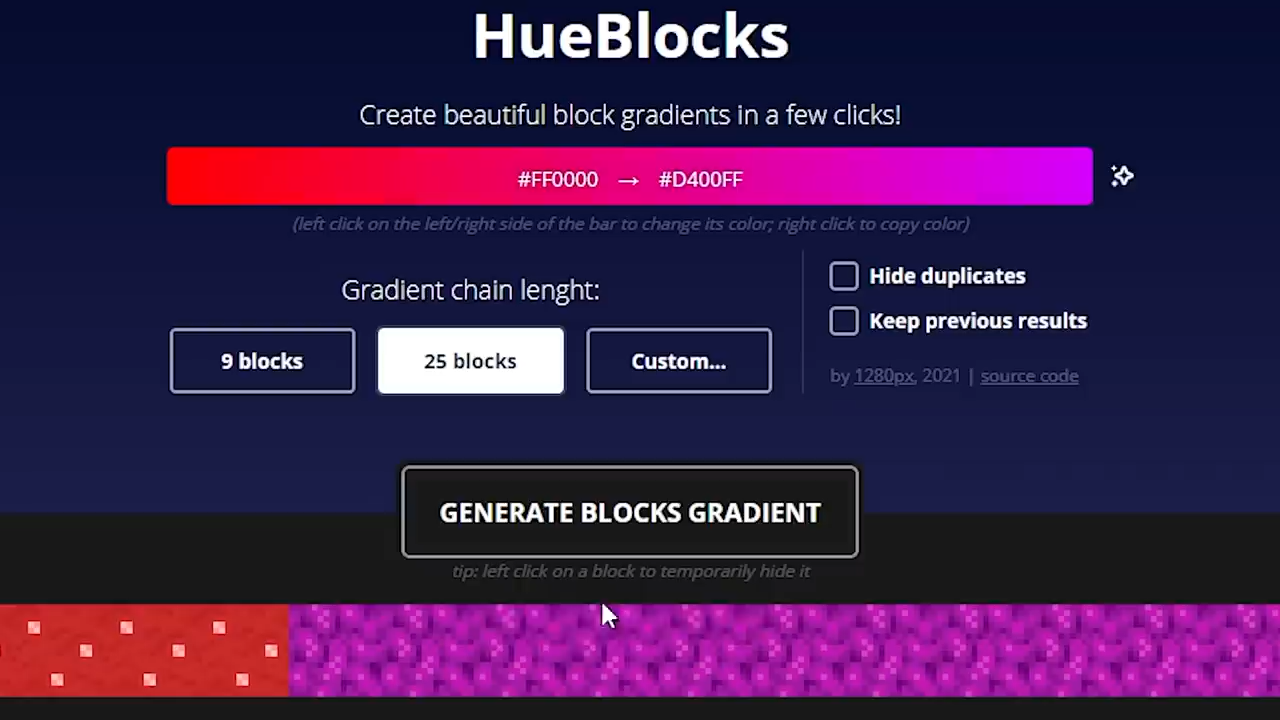 HueBlocks
Create beautiful block gradients in a few clicks!
#FF0000 → #D400FF
(left click on the left/right side of the bar to change its color; right click to copy color)
Gradient chain lenght:
9 blocks
25 blocks
Custom...
Hide duplicates
Keep previous results
by 1280px, 2021 | source code
GENERATE BLOCKS GRADIENT
tip: left click on a block to temporarily hide it